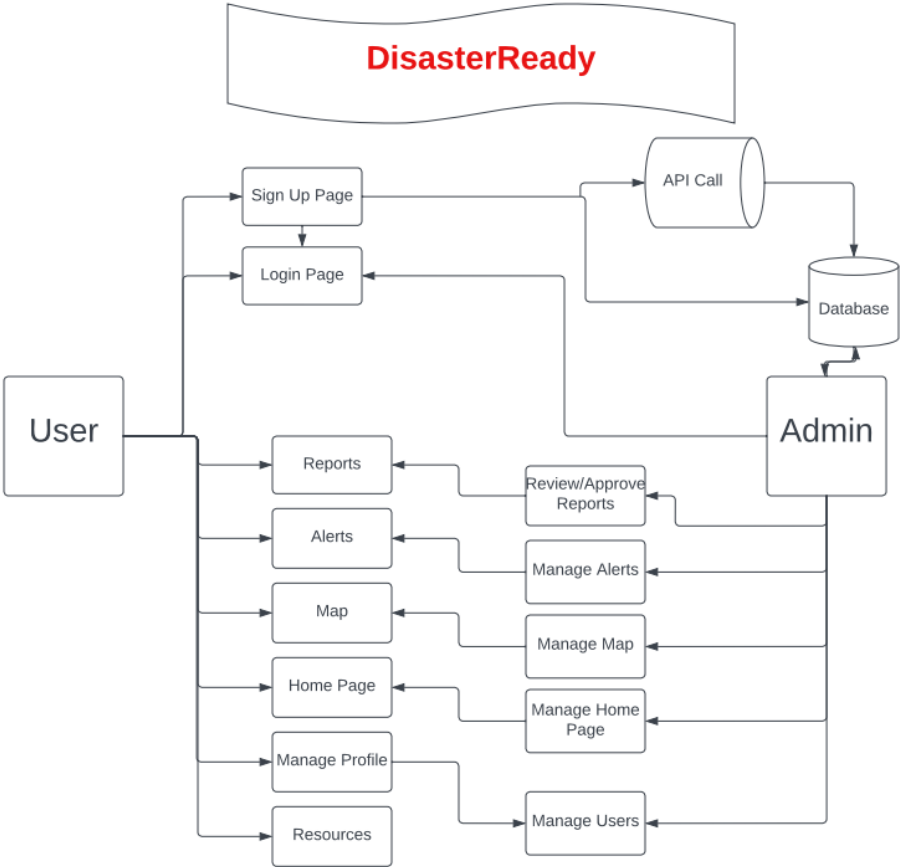 DisasterReady
API Call
Sign Up Page
Login Page
Database
User
Admin
Reports
Review/Approve
Reports
Alerts
Manage Alerts
Map
Manage Map
Home Page
Manage Home
Page
Manage Profile
Manage Users
Resources